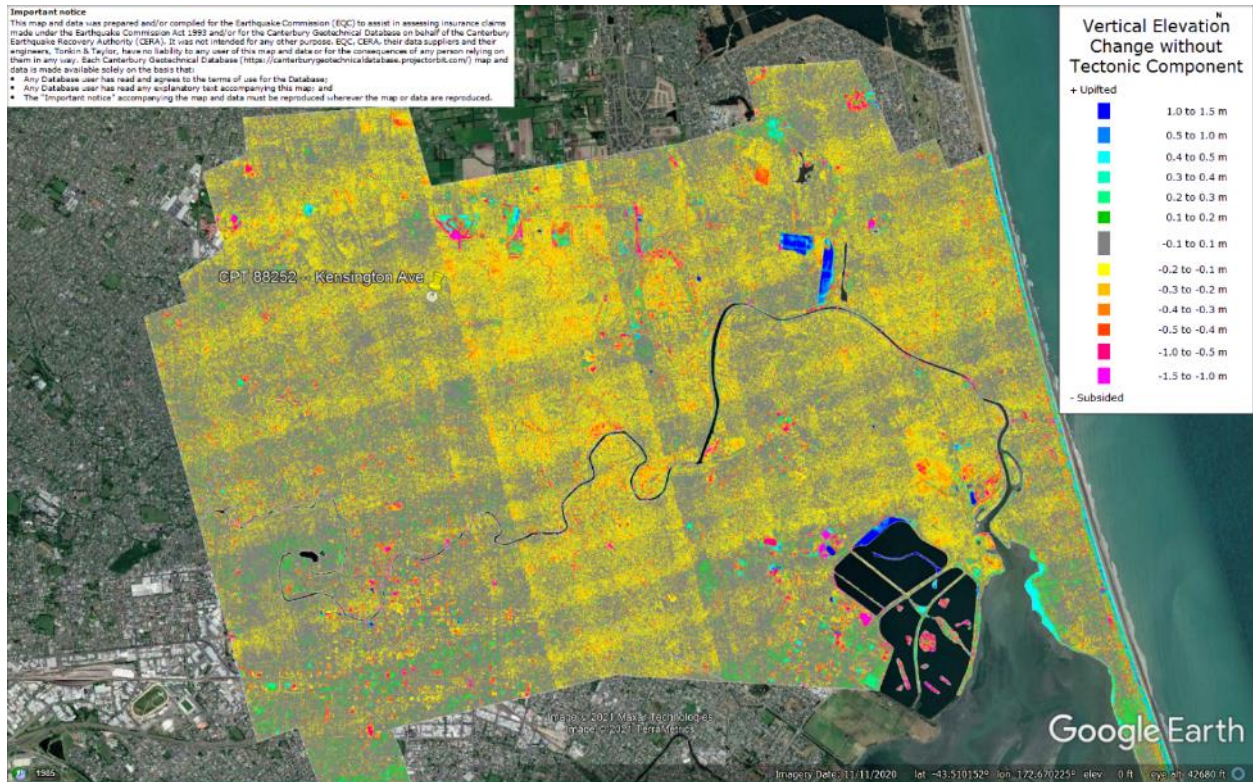 Important notice
This map and data was prepared and/or compiled for the Earthquake Commission (EQC) to assist in assessing insurance claims
made under the Earthquake Commission Act 1993 and/or for the Canterbury Geotechnical Database on behalf of the Canterbury
Earthquake Recovery Authority (CERA). It was not intended for any other purpose. EQC, CERA, their data suppliers and their
engineers, Tonkin & Taylor, have no liability to any user of this map and data or for the consequences of any person relying on
them in any way. Each Canterbury Geotechnical Database (https://canterburygeotechnicaldatabase.projectorbit.com/) map and
data is made available solely on the basis that:
• Any Database user has read and agrees to the terms of use for the Database;
• Any Database user has read any explanatory text accompanying this map; and
• The "Important notice" accompanying the map and data must be reproduced wherever the map or data are reproduced.
N
Vertical Elevation
Change without
Tectonic Component
+ Uplifted
1.0 to 1.5 m
0.5 to 1.0 m
0.4 to 0.5 m
0.3 to 0.4 m
0.2 to 0.3 m
0.1 to 0.2 m
-0.1 to 0.1 m
-0.2 to -0.1 m
-0.3 to -0.2 m
-0.4 to -0.3 m
-0.5 to -0.4 m
-1.0 to -0.5 m
-1.5 to -1.0 m
- Subsided
CPT 88252 - Kensington Ave
Image © 2021 Maxar Technologies
Image © 2021 TerraMetrics
Google Earth
1985
Imagery Date: 11/11/2020 lat -43.510152° lon 172.670225° elev 0 ft eye alt 42680 ft